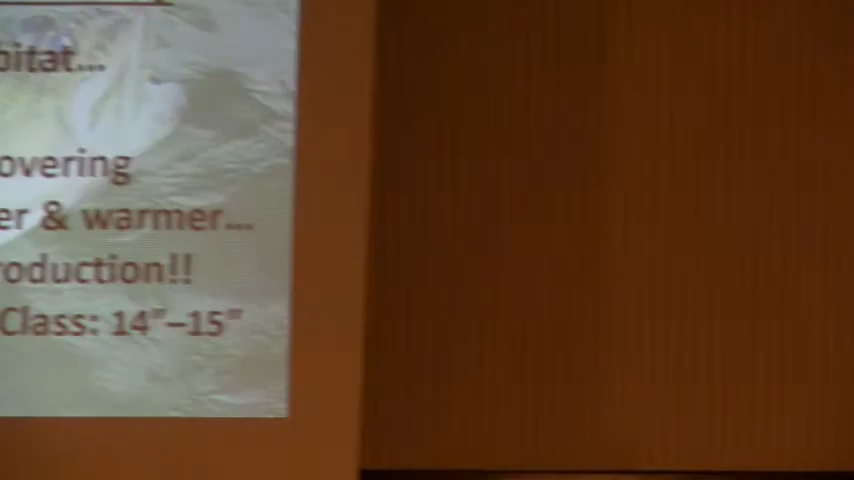 bitat...
overing
er & warmer...
roduction!!
Class: 14"–15"